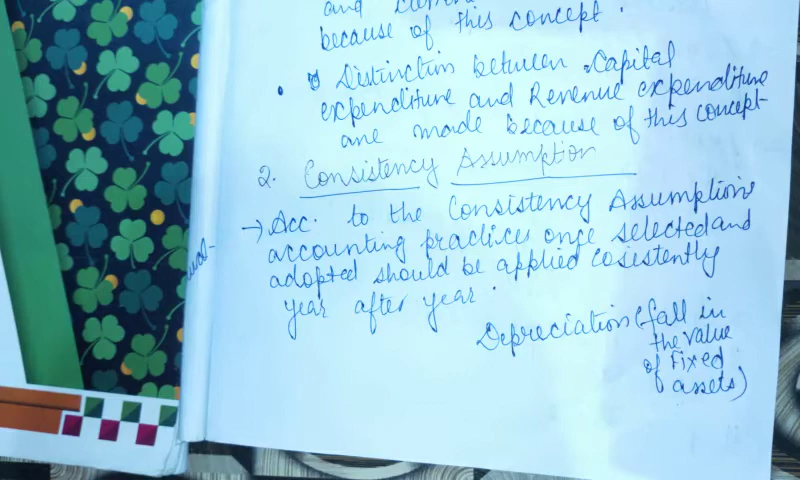 and
because of this concept.
• Distinction between Capital
expenditure and Revenue expenditure
are made because of this concept
2. Consistency Assumption
→ Acc. to the Consistency Assumptions
accounting practices once selected and
adopted should be applied cosistently
year after year.
Depreciation (fall in
the value
of fixed
assets)